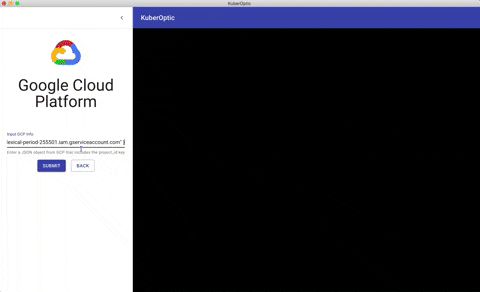 KuberOptic
KuberOptic
Google Cloud
Platform
Input GCP Info
lexical-period-255501.iam.gserviceaccount.com" }
Enter a JSON object from GCP that includes the project_id key
SUBMIT
BACK